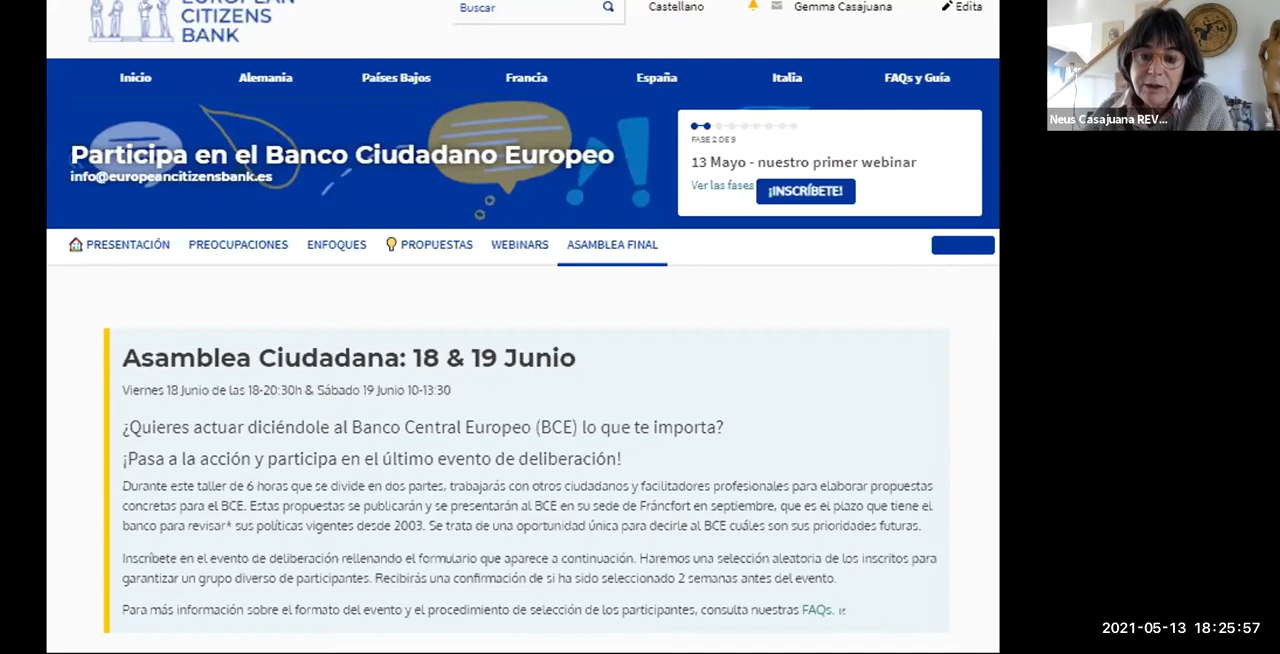 EUROPEAN
CITIZENS
BANK
Buscar
Castellano
Gemma Casajuana
Edita
Inicio
Alemania
Países Bajos
Francia
España
Italia
FAQs y Guía
Participa en el Banco Ciudadano Europeo
info@europeancitizensbank.es
FASE 2 DE 9
13 Mayo - nuestro primer webinar
Ver las fases
¡INSCRÍBETE!
PRESENTACIÓN
PREOCUPACIONES
ENFOQUES
PROPUESTAS
WEBINARS
ASAMBLEA FINAL
Asamblea Ciudadana: 18 & 19 Junio
Viernes 18 Junio de las 18-20:30h & Sábado 19 Junio 10-13:30
¿Quieres actuar diciéndole al Banco Central Europeo (BCE) lo que te importa?
¡Pasa a la acción y participa en el último evento de deliberación!
Durante este taller de 6 horas que se divide en dos partes, trabajarás con otros ciudadanos y facilitadores profesionales para elaborar propuestas
concretas para el BCE. Estas propuestas se publicarán y se presentarán al BCE en su sede de Fráncfort en septiembre, que es el plazo que tiene el
banco para revisar* sus políticas vigentes desde 2003. Se trata de una oportunidad única para decirle al BCE cuáles son sus prioridades futuras.
Inscríbete en el evento de deliberación rellenando el formulario que aparece a continuación. Haremos una selección aleatoria de los inscritos para
garantizar un grupo diverso de participantes. Recibirás una confirmación de si ha sido seleccionado 2 semanas antes del evento.
Para más información sobre el formato del evento y el procedimiento de selección de los participantes, consulta nuestras FAQs.
Neus Casajuana REV...
2021-05-13 18:25:57